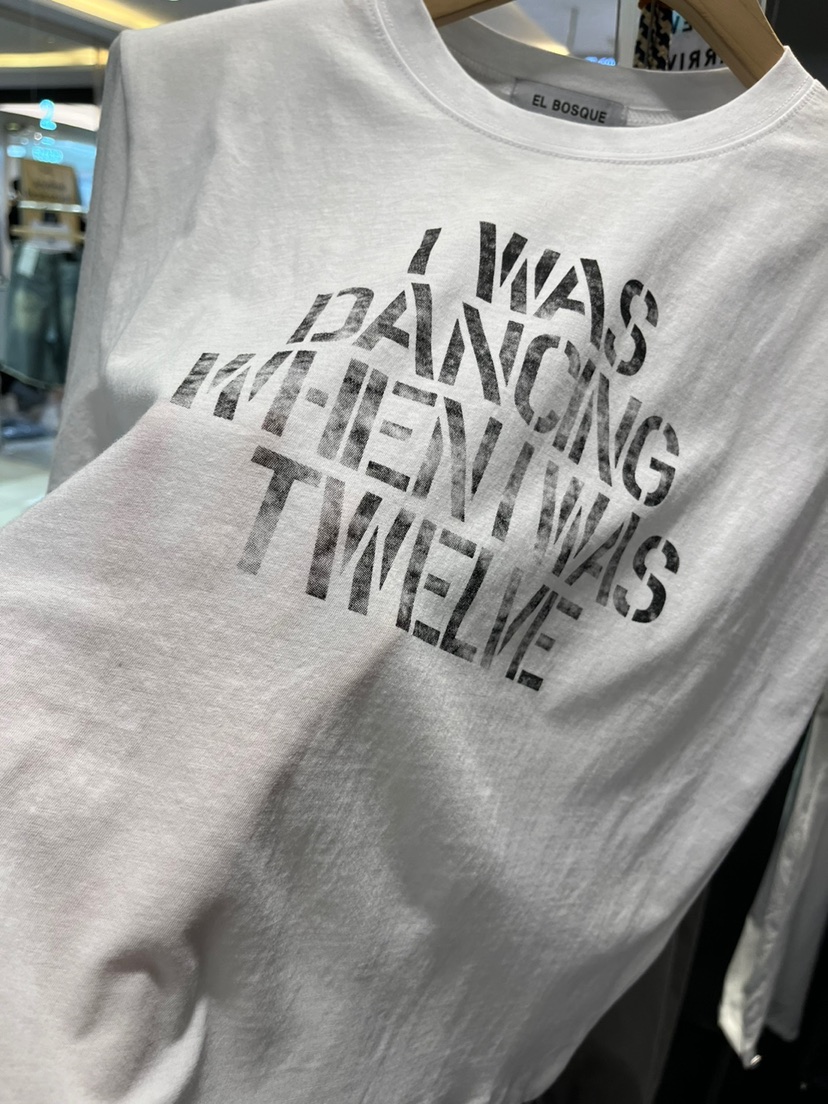 EL BOSQUE
I WAS
DANCING
WHEN I WAS
TWELVE